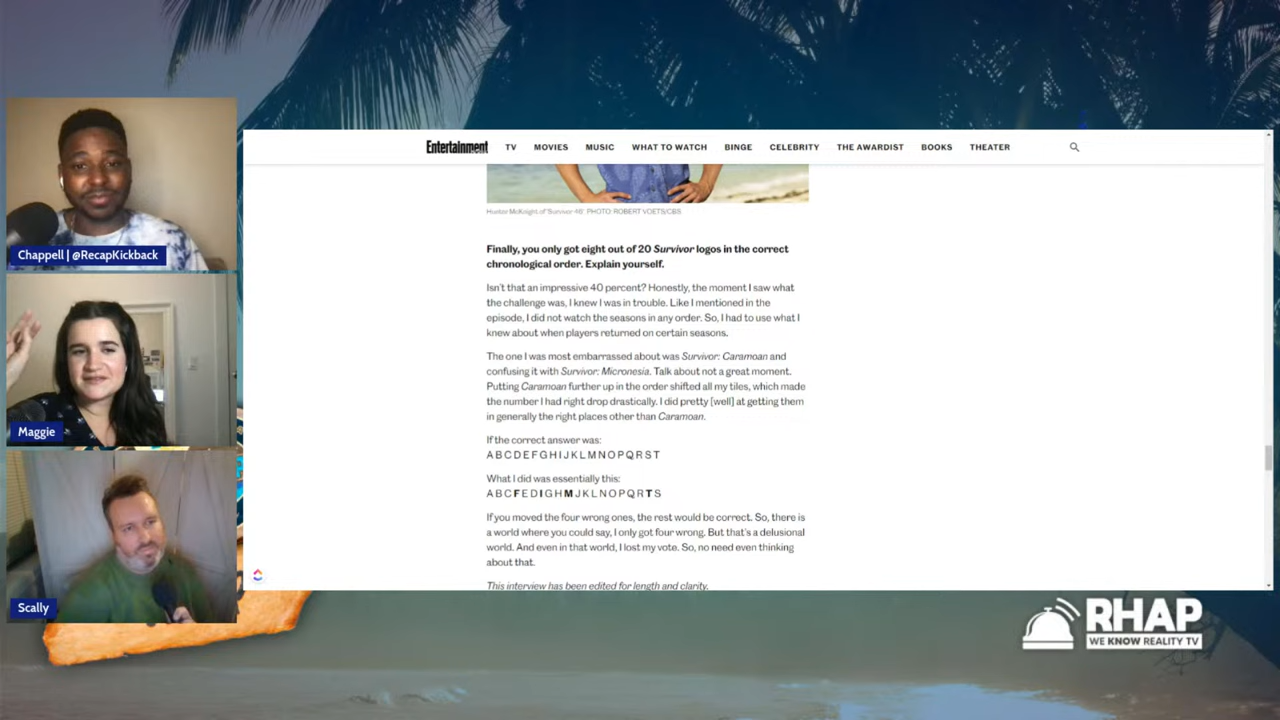 Entertainment
TV
MOVIES
MUSIC
WHAT TO WATCH
BINGE
CELEBRITY
THE AWARDIST
BOOKS
THEATER
Hunter McKnight of 'Survivor 46'. PHOTO: ROBERT VOETS/CBS
Finally, you only got eight out of 20 Survivor logos in the correct
chronological order. Explain yourself.
Isn't that an impressive 40 percent? Honestly, the moment I saw what
the challenge was, I knew I was in trouble. Like I mentioned in the
episode, I did not watch the seasons in any order. So, I had to use what I
knew about when players returned on certain seasons.
The one I was most embarrassed about was Survivor: Caramoan and
confusing it with Survivor: Micronesia. Talk about not a great moment.
Putting Caramoan further up in the order shifted all my tiles, which made
the number I had right drop drastically. I did pretty [well] at getting them
in generally the right places other than Caramoan.
If the correct answer was:
A B C D E F G H I J K L M N O P Q R S T
What I did was essentially this:
A B C F E D I G H M J K L N O P Q R T S
If you moved the four wrong ones, the rest would be correct. So, there is
a world where you could say, I only got four wrong. But that's a delusional
world. And even in that world, I lost my vote. So, no need even thinking
about that.
This interview has been edited for length and clarity.
Chappell | @RecapKickback
Maggie
Scally
RHAP
WE KNOW REALITY TV